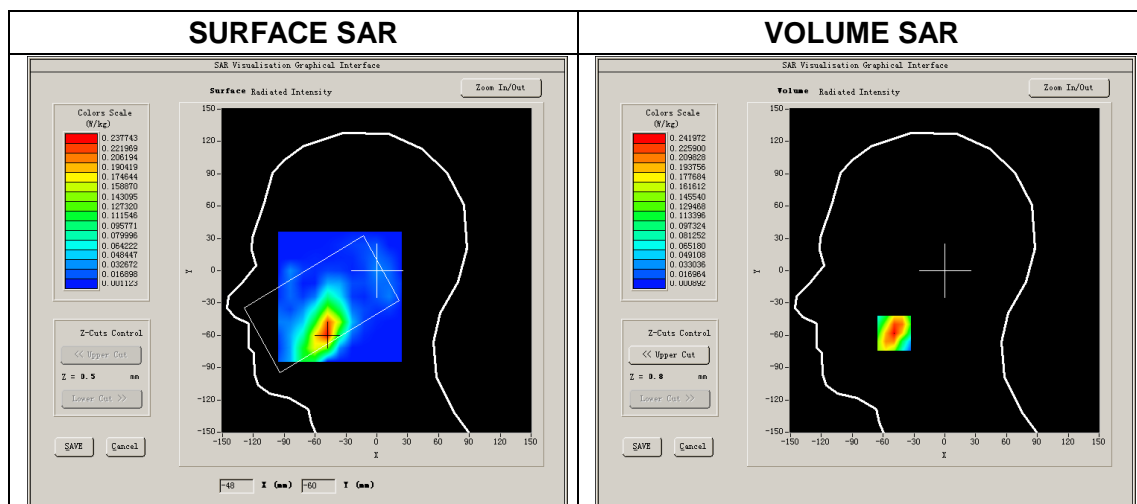 SURFACE SAR
SAR Visualisation Graphical Interface
Surface Radiated Intensity
Zoom In/Out
Colors Scale
(W/kg)
0.237743
0.221969
0.206194
0.190419
0.174644
0.158870
0.143095
0.127320
0.111546
0.095771
0.079996
0.064222
0.048447
0.032672
0.016898
0.001123
150
120
90
60
30
0
-30
-60
-90
-120
-150
Y
-150 -120 -90 -60 -30 0 30 60 90 120 150
X
Z-Cuts Control
<< Upper Cut
Z = 0.5 mm
Lower Cut >>
SAVE Cancel
-48 X (mm) -60 Y (mm)
VOLUME SAR
SAR Visualisation Graphical Interface
Volume Radiated Intensity
Zoom In/Out
Colors Scale
(W/kg)
0.241972
0.225900
0.209828
0.193756
0.177684
0.161612
0.145540
0.129468
0.113396
0.097324
0.081252
0.065180
0.049108
0.033036
0.016964
0.000892
150
120
90
60
30
0
-30
-60
-90
-120
-150
Y
-150 -120 -90 -60 -30 0 30 60 90 120 150
X
Z-Cuts Control
<< Upper Cut
Z = 0.8 mm
Lower Cut >>
SAVE Cancel